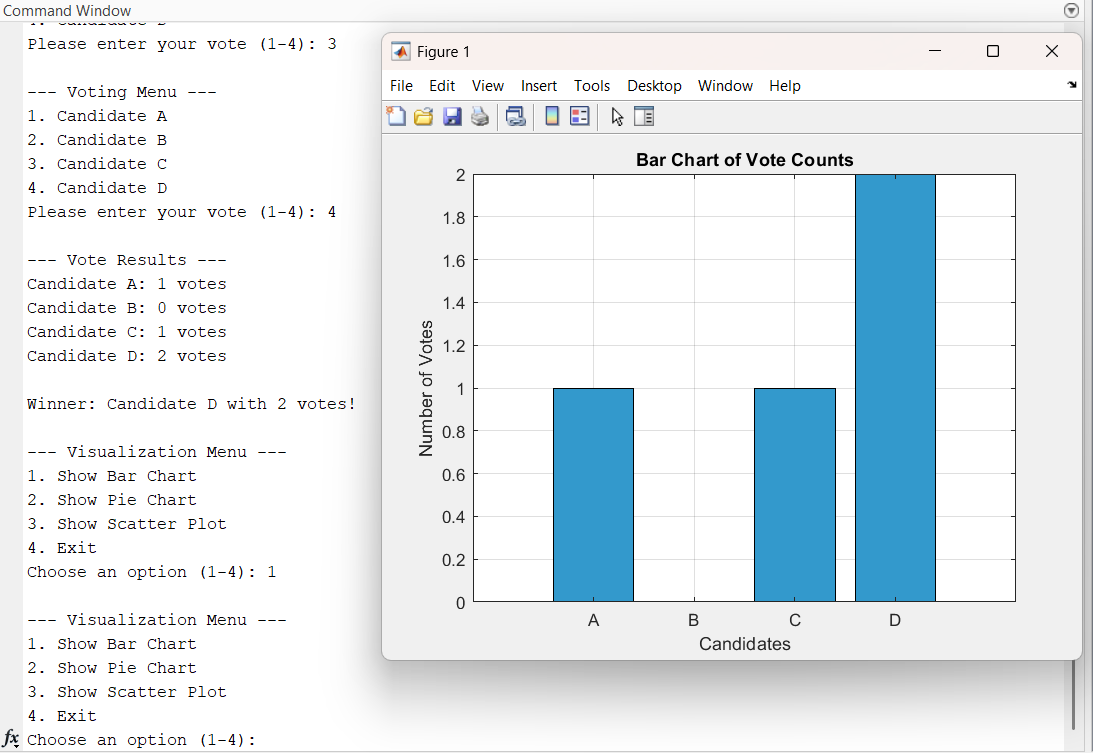 Command Window
Please enter your vote (1-4): 3
--- Voting Menu ---
1. Candidate A
2. Candidate B
3. Candidate C
4. Candidate D
Please enter your vote (1-4): 4
--- Vote Results ---
Candidate A: 1 votes
Candidate B: 0 votes
Candidate C: 1 votes
Candidate D: 2 votes
Winner: Candidate D with 2 votes!
--- Visualization Menu ---
1. Show Bar Chart
2. Show Pie Chart
3. Show Scatter Plot
4. Exit
Choose an option (1-4): 1
--- Visualization Menu ---
1. Show Bar Chart
2. Show Pie Chart
3. Show Scatter Plot
4. Exit
fx Choose an option (1-4):
Figure 1
File Edit View Insert Tools Desktop Window Help
Bar Chart of Vote Counts
2
1.8
1.6
1.4
1.2
1
0.8
0.6
0.4
0.2
0
Number of Votes
A B C D
Candidates